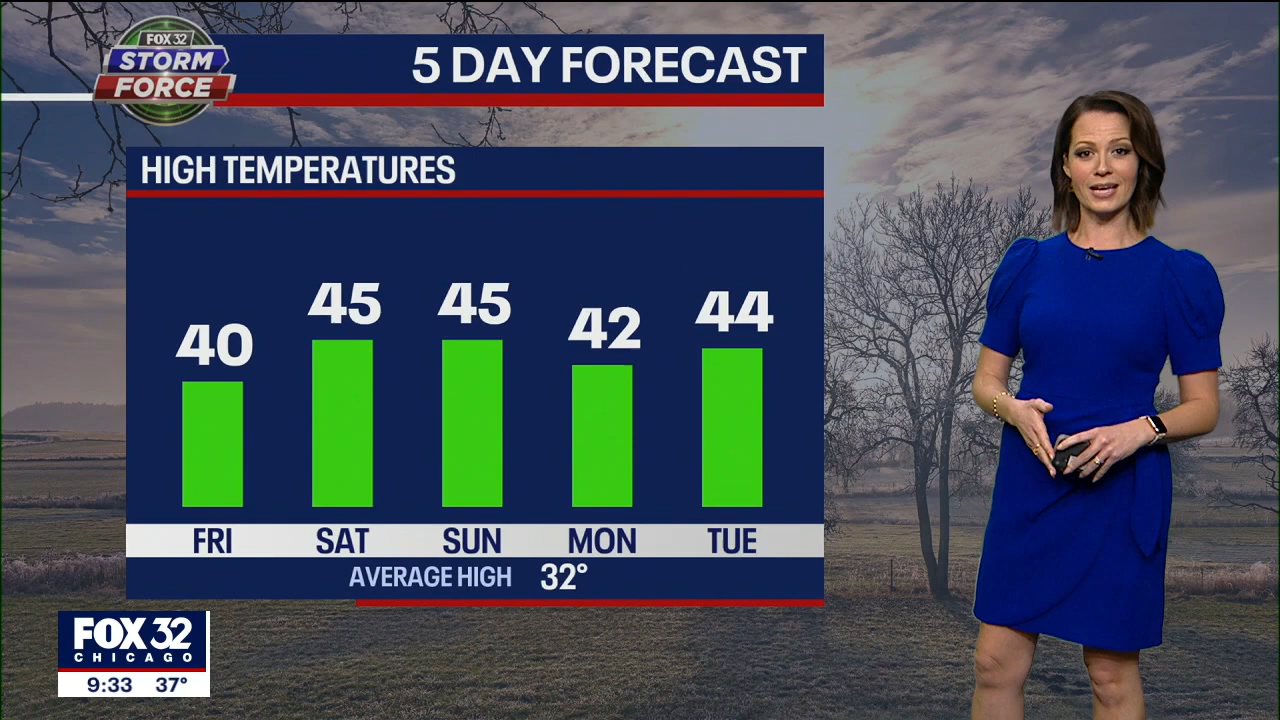 FOX 32
STORM
FORCE
5 DAY FORECAST
HIGH TEMPERATURES
40 45 45 42 44
FRI SAT SUN MON TUE
AVERAGE HIGH 32°
FOX 32
CHICAGO
9:33 37°